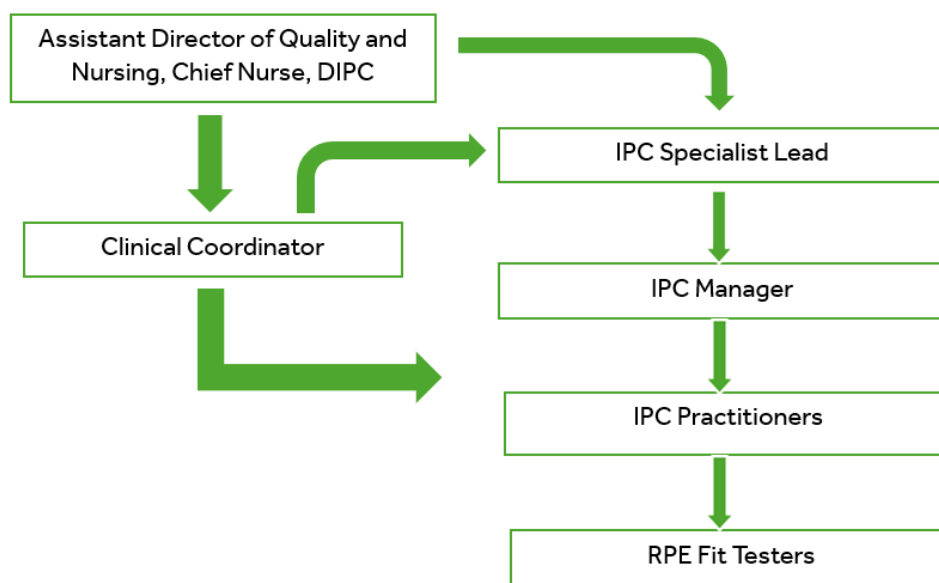 Assistant Director of Quality and
Nursing, Chief Nurse, DIPC
IPC Specialist Lead
Clinical Coordinator
IPC Manager
IPC Practitioners
RPE Fit Testers